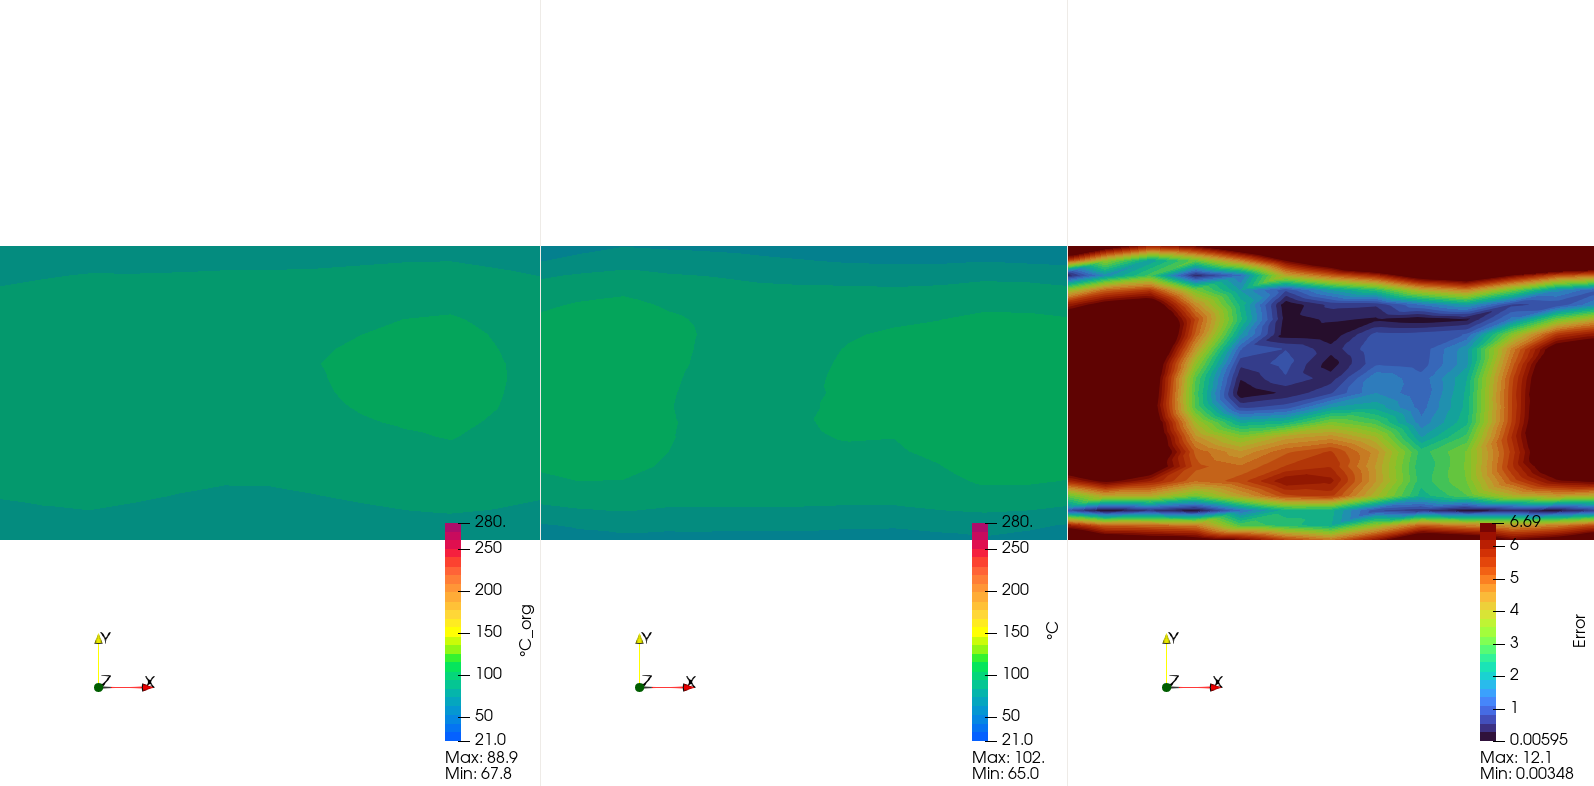 280.
250
200
150
100
50
21.0
°C_org
Max: 88.9
Min: 67.8
Y
Z
X
280.
250
200
150
100
50
21.0
°C
Max: 102.
Min: 65.0
Y
Z
X
6.69
6
5
4
3
2
1
0.00595
Error
Max: 12.1
Min: 0.00348
Y
Z
X